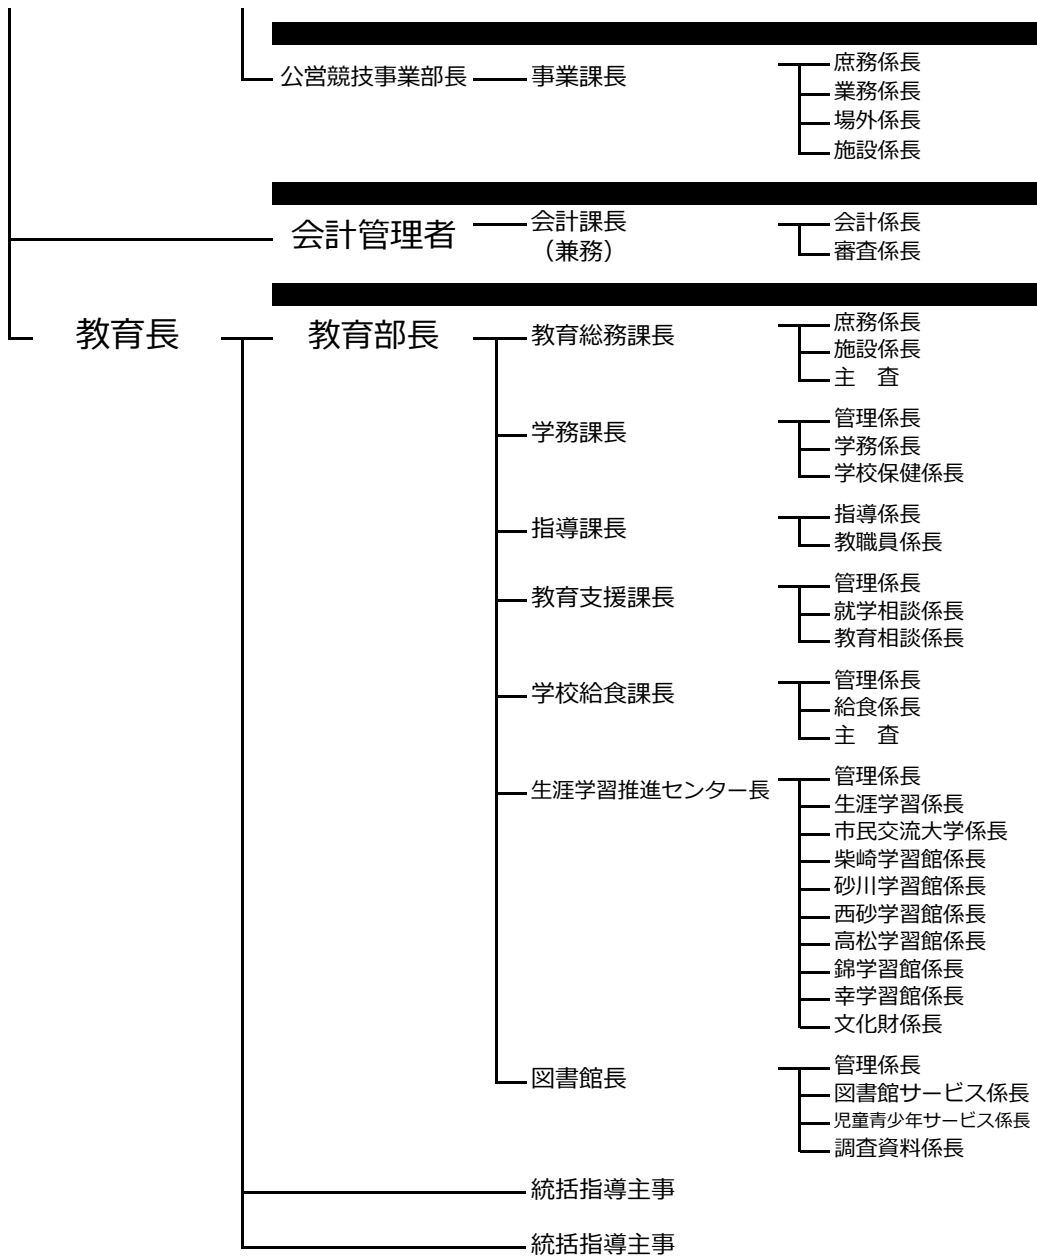 公営競技事業部長
事業課長
庶務係長
業務係長
場外係長
施設係長
会計管理者
会計課長
（兼務）
会計係長
審査係長
教育長
教育部長
教育総務課長
庶務係長
施設係長
主　査
学務課長
管理係長
学務係長
学校保健係長
指導課長
指導係長
教職員係長
教育支援課長
管理係長
就学相談係長
教育相談係長
学校給食課長
管理係長
給食係長
主　査
生涯学習推進センター長
管理係長
生涯学習係長
市民交流大学係長
柴崎学習館係長
砂川学習館係長
西砂学習館係長
高松学習館係長
錦学習館係長
幸学習館係長
文化財係長
図書館長
管理係長
図書館サービス係長
児童青少年サービス係長
調査資料係長
統括指導主事
統括指導主事